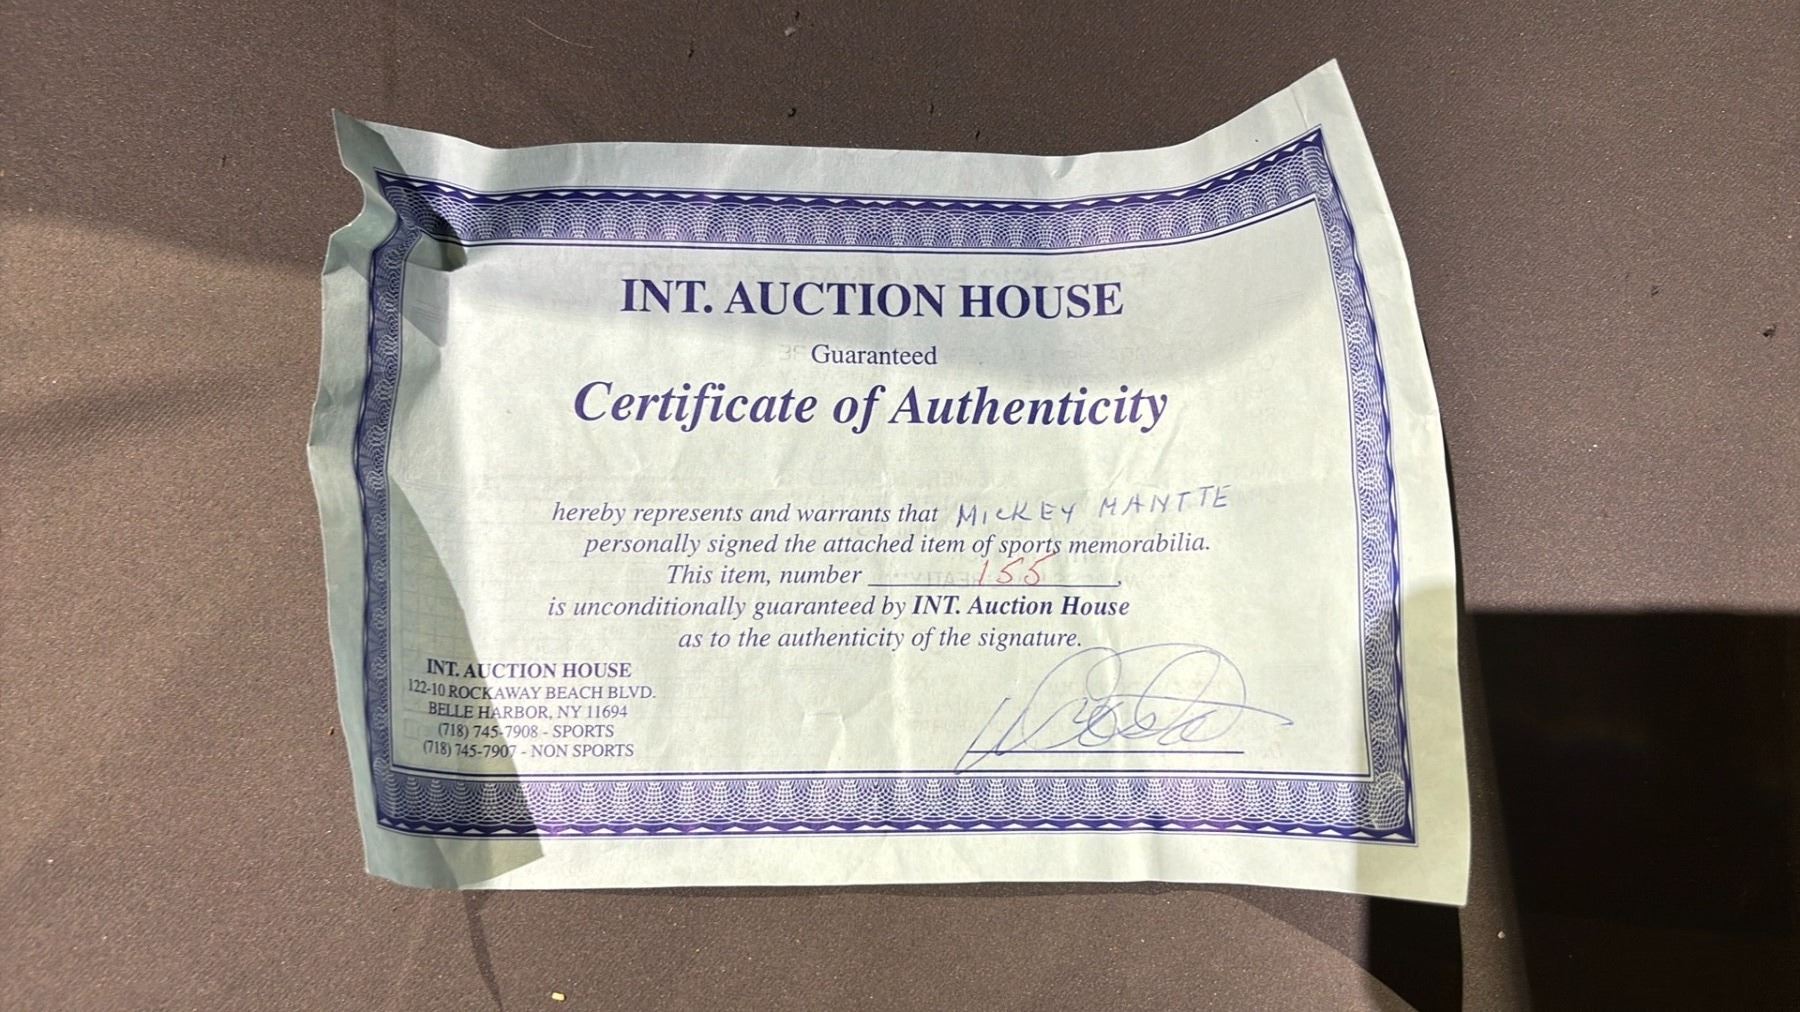 INT. AUCTION HOUSE
Guaranteed
Certificate of Authenticity
hereby represents and warrants that MICKEY MANTTE
personally signed the attached item of sports memorabilia.
This item, number 155,
is unconditionally guaranteed by INT. Auction House
as to the authenticity of the signature.
INT. AUCTION HOUSE
122-10 ROCKAWAY BEACH BLVD.
BELLE HARBOR, NY 11694
(718) 745-7908 - SPORTS
(718) 745-7907 - NON SPORTS